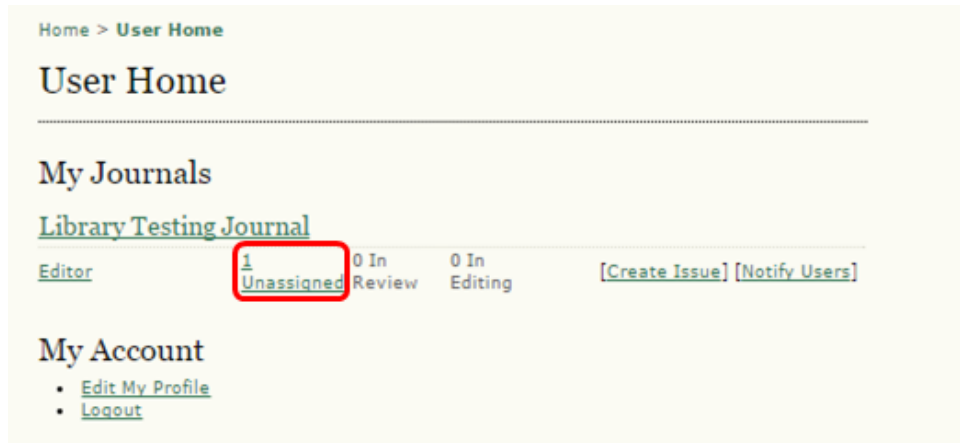 Home > User Home
User Home
My Journals
Library Testing Journal
Editor 1 Unassigned 0 In Review 0 In Editing [Create Issue] [Notify Users]
My Account
• Edit My Profile
• Logout